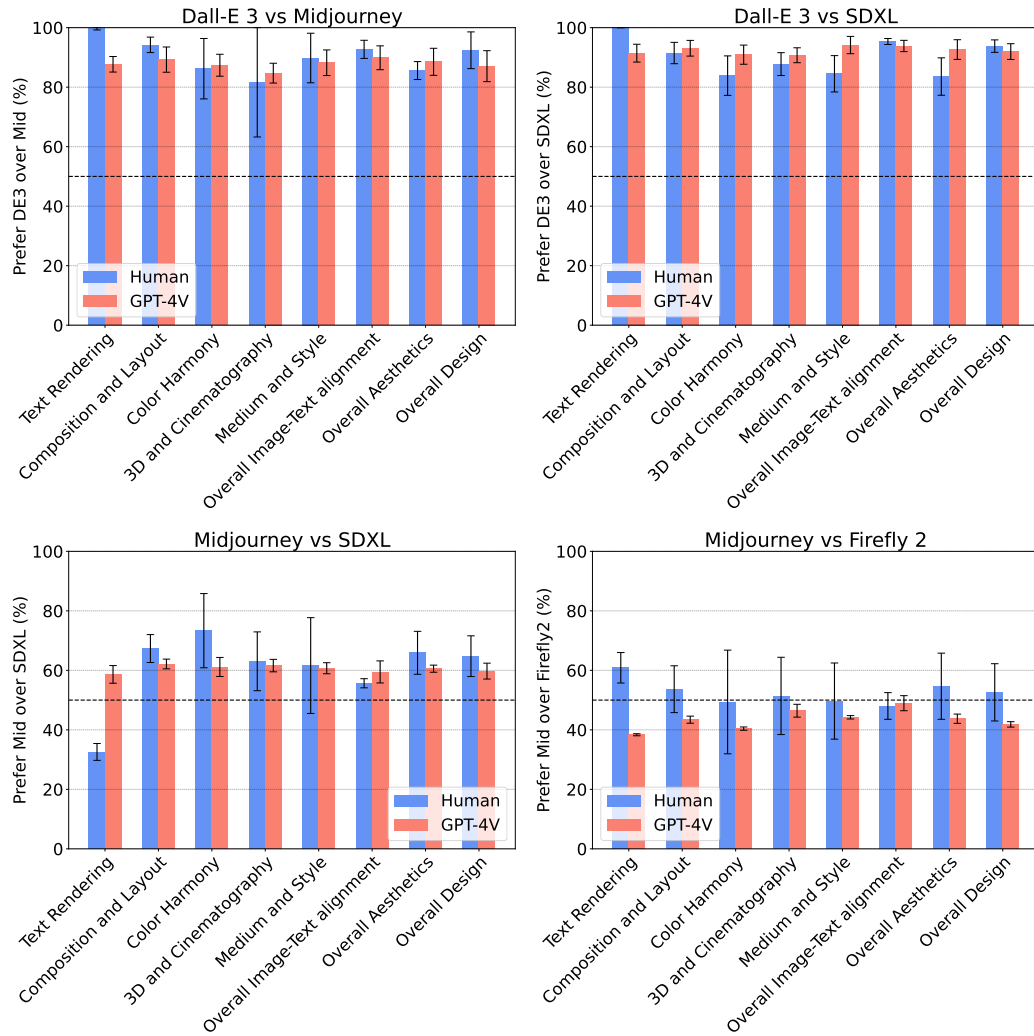 Dall-E 3 vs Midjourney
Prefer DE3 over Mid (%)
100
80
60
40
20
0
Human
GPT-4V
Text Rendering
Composition and Layout
Color Harmony
3D and Cinematography
Medium and Style
Overall Image-Text alignment
Overall Aesthetics
Overall Design
Dall-E 3 vs SDXL
Prefer DE3 over SDXL (%)
100
80
60
40
20
0
Human
GPT-4V
Text Rendering
Composition and Layout
Color Harmony
3D and Cinematography
Medium and Style
Overall Image-Text alignment
Overall Aesthetics
Overall Design
Midjourney vs SDXL
Prefer Mid over SDXL (%)
100
80
60
40
20
0
Human
GPT-4V
Text Rendering
Composition and Layout
Color Harmony
3D and Cinematography
Medium and Style
Overall Image-Text alignment
Overall Aesthetics
Overall Design
Midjourney vs Firefly 2
Prefer Mid over Firefly2 (%)
100
80
60
40
20
0
Human
GPT-4V
Text Rendering
Composition and Layout
Color Harmony
3D and Cinematography
Medium and Style
Overall Image-Text alignment
Overall Aesthetics
Overall Design